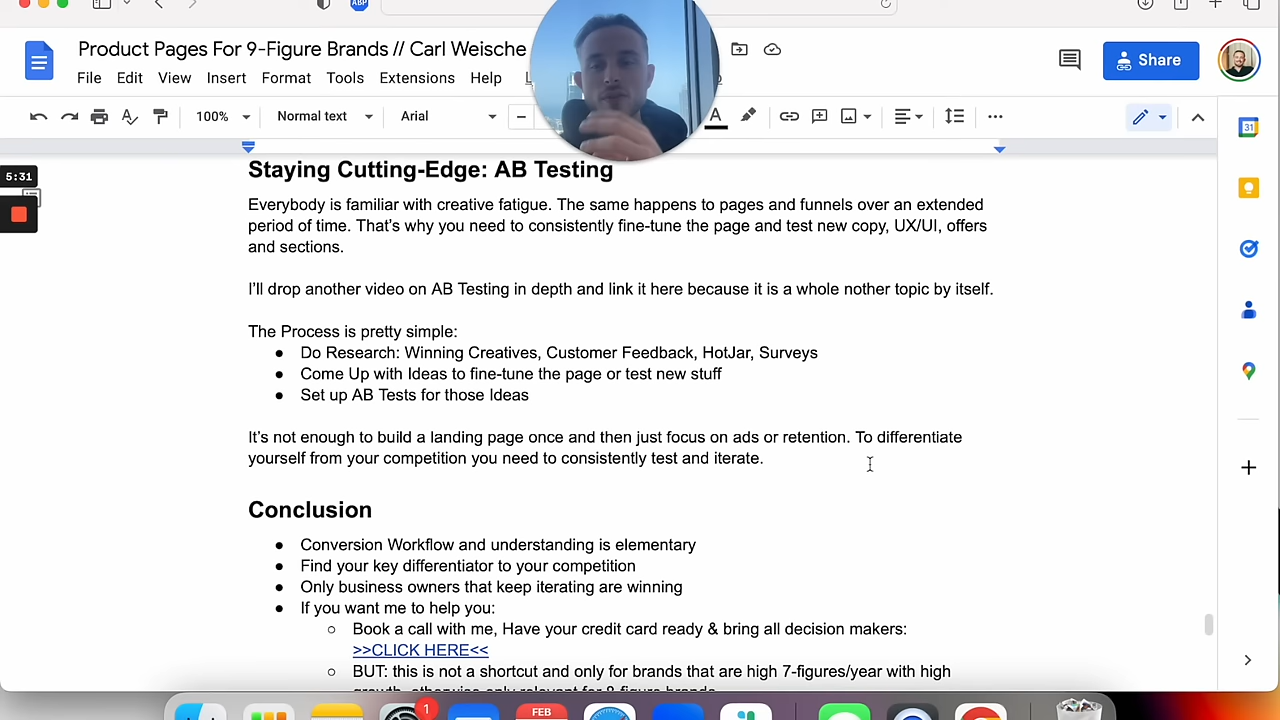 Product Pages For 9-Figure Brands // Carl Weische
File Edit View Insert Format Tools Extensions Help
Share
100% Normal text Arial
5:31
Staying Cutting-Edge: AB Testing
Everybody is familiar with creative fatigue. The same happens to pages and funnels over an extended
period of time. That's why you need to consistently fine-tune the page and test new copy, UX/UI, offers
and sections.
I'll drop another video on AB Testing in depth and link it here because it is a whole nother topic by itself.
The Process is pretty simple:
● Do Research: Winning Creatives, Customer Feedback, HotJar, Surveys
● Come Up with Ideas to fine-tune the page or test new stuff
● Set up AB Tests for those Ideas
It's not enough to build a landing page once and then just focus on ads or retention. To differentiate
yourself from your competition you need to consistently test and iterate.
Conclusion
● Conversion Workflow and understanding is elementary
● Find your key differentiator to your competition
● Only business owners that keep iterating are winning
● If you want me to help you:
○ Book a call with me, Have your credit card ready & bring all decision makers:
>>CLICK HERE<<
○ BUT: this is not a shortcut and only for brands that are high 7-figures/year with high
growth, otherwise only relevant for 8-figure brands
ABP
31
1
FEB